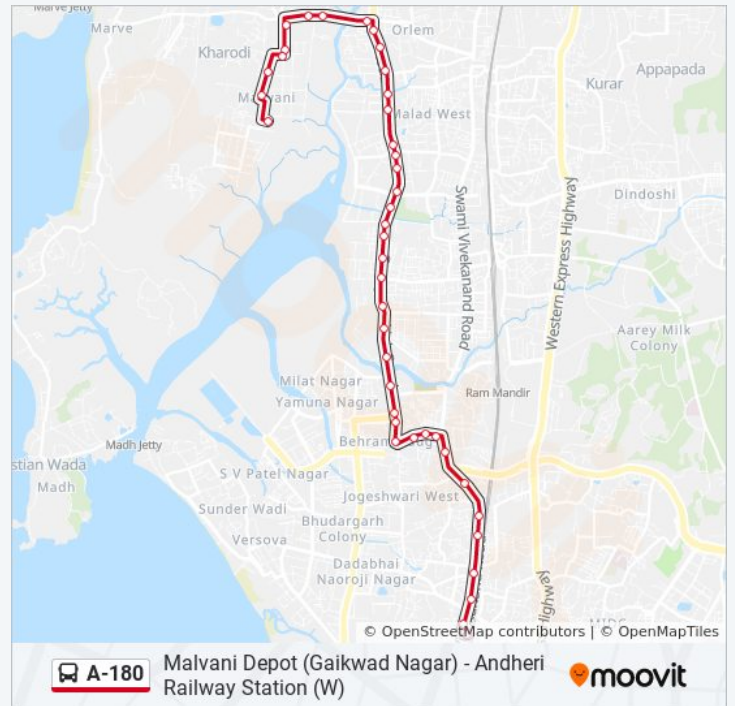 Marve Jetty
Marve
Orlem
Kharodi
Appapada
Kurar
Malvani
Malad West
Dindoshi
Swami Vivekanand Road
Western Express Highway
Aarey Milk
Colony
Milat Nagar
Ram Mandir
Yamuna Nagar
Madh Jetty
Behram
stian Wada
S V Patel Nagar
Madh
Jogeshwari West
Sunder Wadi
Bhudargarh
Colony
Versova
Dadabhai
Naoroji Nagar
Highway
© OpenStreetMap contributors | © OpenMapTiles
A-180
Malvani Depot (Gaikwad Nagar) - Andheri
Railway Station (W)
moovit